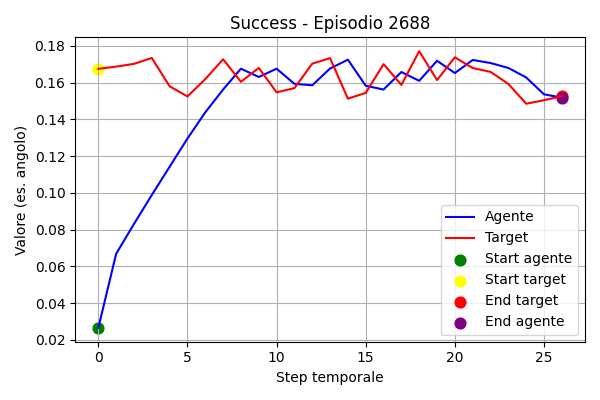 Success - Episodio 2688
Valore (es. angolo)
0.18
0.16
0.14
0.12
0.10
0.08
0.06
0.04
0.02
0
5
10
15
20
25
Step temporale
Agente
Target
Start agente
Start target
End target
End agente